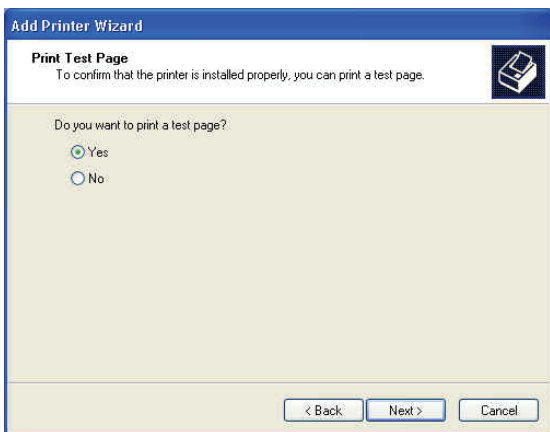 Add Printer Wizard
Print Test Page
To confirm that the printer is installed properly, you can print a test page.
Do you want to print a test page?
Yes
No
< Back Next > Cancel